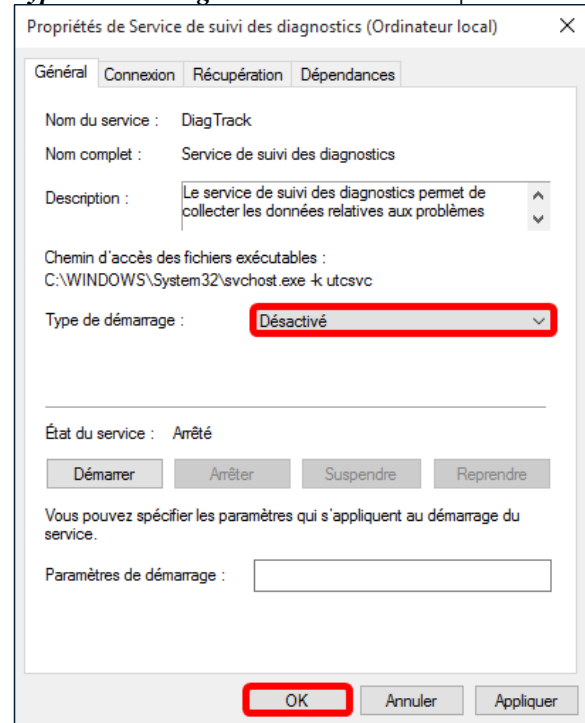 Propriétés de Service de suivi des diagnostics (Ordinateur local)
Général Connexion Récupération Dépendances
Nom du service : DiagTrack
Nom complet : Service de suivi des diagnostics
Description : Le service de suivi des diagnostics permet de
collecter les données relatives aux problèmes
Chemin d'accès des fichiers exécutables :
C:\WINDOWS\System32\svchost.exe -k utcsvc
Type de démarrage : Désactivé
État du service : Arrêté
Démarrer Arrêter Suspendre Reprendre
Vous pouvez spécifier les paramètres qui s'appliquent au démarrage du
service.
Paramètres de démarrage :
OK Annuler Appliquer